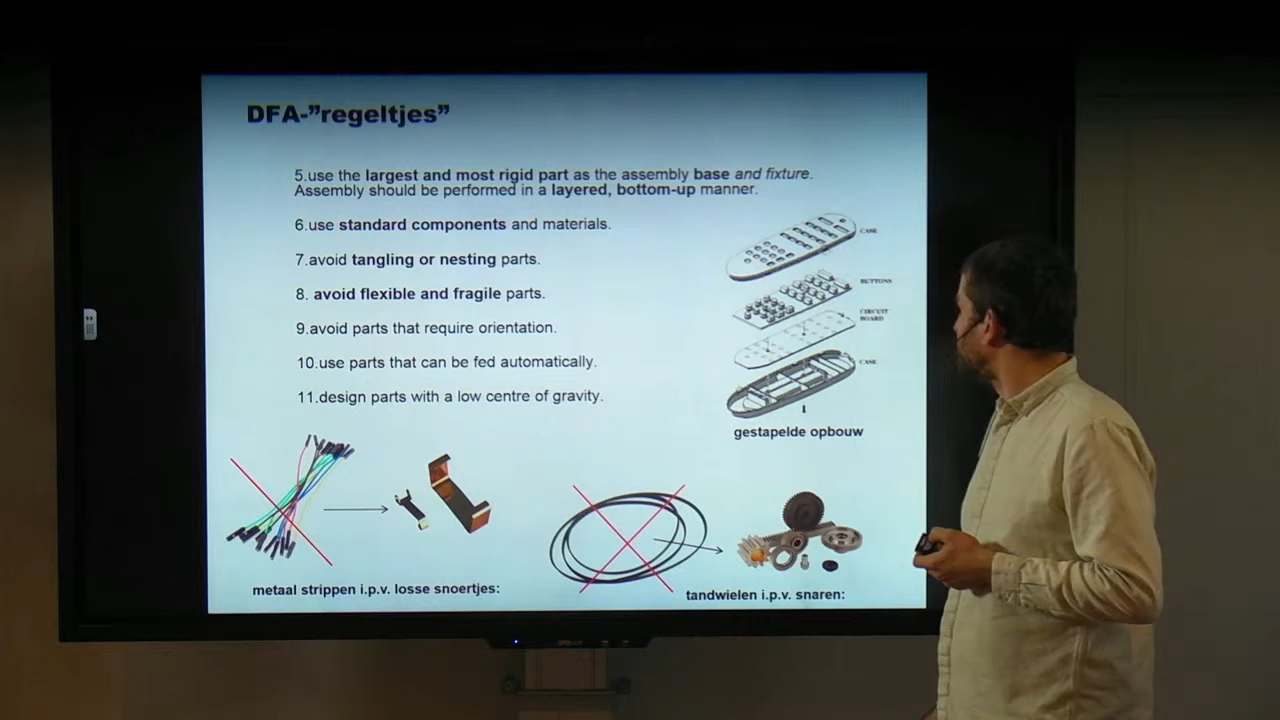 DFA-”regeltjes”
5.use the largest and most rigid part as the assembly base and fixture.
Assembly should be performed in a layered, bottom-up manner.
6.use standard components and materials.
7.avoid tangling or nesting parts.
8. avoid flexible and fragile parts.
9.avoid parts that require orientation.
10.use parts that can be fed automatically.
11.design parts with a low centre of gravity.
CASE
BUTTONS
CIRCUIT
BOARD
CASE
gestapelde opbouw
metaal strippen i.p.v. losse snoertjes:
tandwielen i.p.v. snaren: